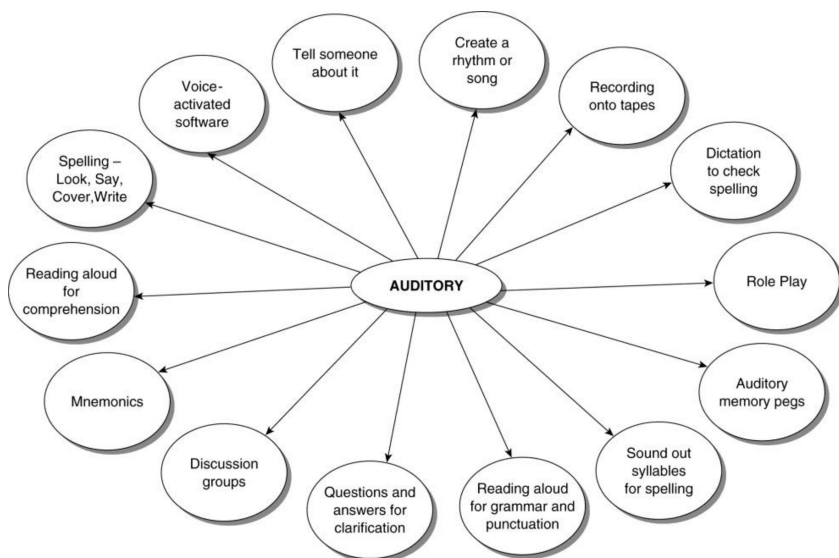 Tell someone
about it
Create a
rhythm or
song
Recording
onto tapes
Dictation
to check
spelling
Role Play
Auditory
memory pegs
Sound out
syllables
for spelling
Reading aloud
for grammar and
punctuation
Questions and
answers for
clarification
Discussion
groups
Mnemonics
Reading aloud
for
comprehension
Spelling –
Look, Say,
Cover,Write
Voice-
activated
software
AUDITORY